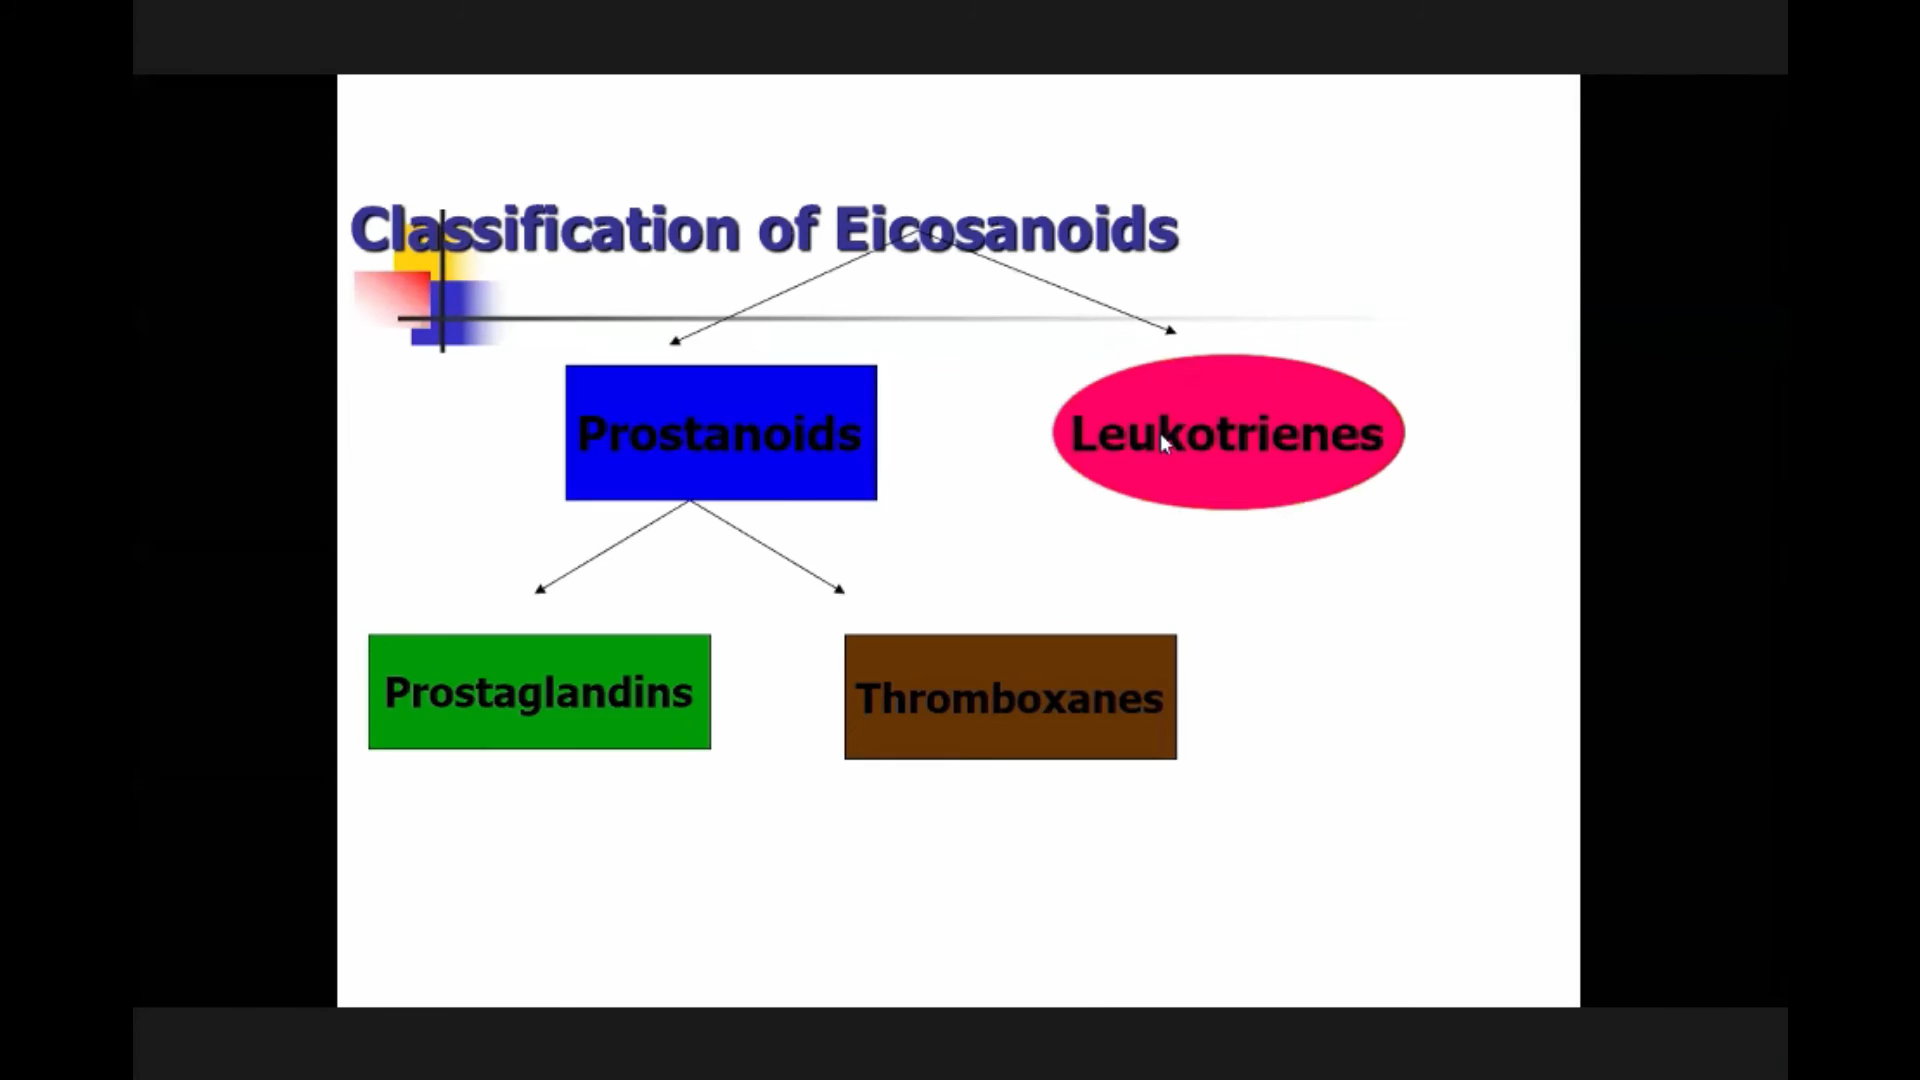 Classification of Eicosanoids
Prostanoids
Leukotrienes
Prostaglandins
Thromboxanes